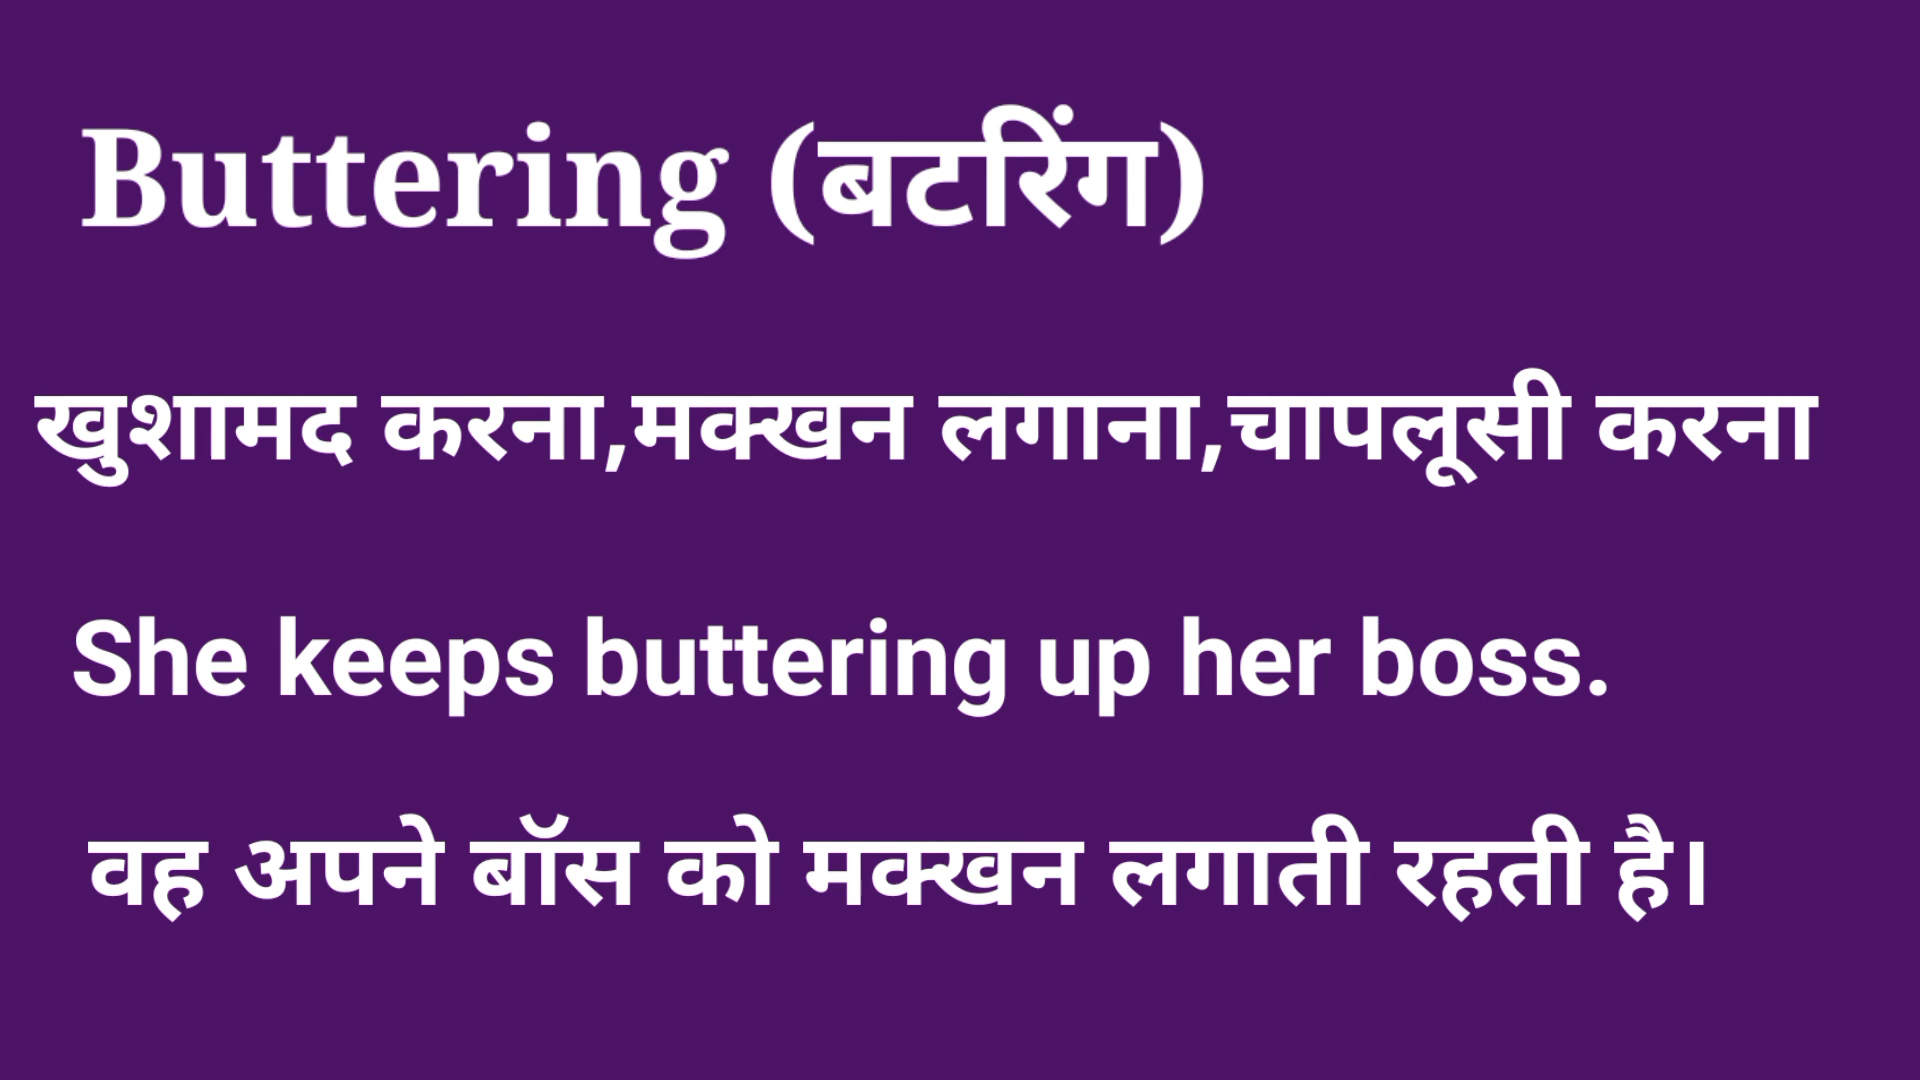 Buttering (बटरिंग)
खुशामद करना,मक्खन लगाना,चापलूसी करना
She keeps buttering up her boss.
वह अपने बॉस को मक्खन लगाती रहती है।